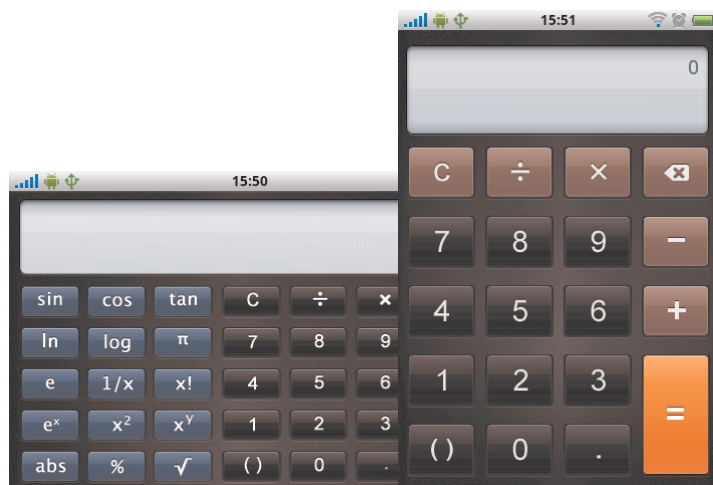 15:50
sin cos tan C ÷ ×
ln log π 7 8 9
e 1/x x! 4 5 6
eˣ x² xʸ 1 2 3
abs % √ ( ) 0 .
15:51
0
C ÷ ×
7 8 9 −
4 5 6 +
1 2 3 =
( ) 0 .